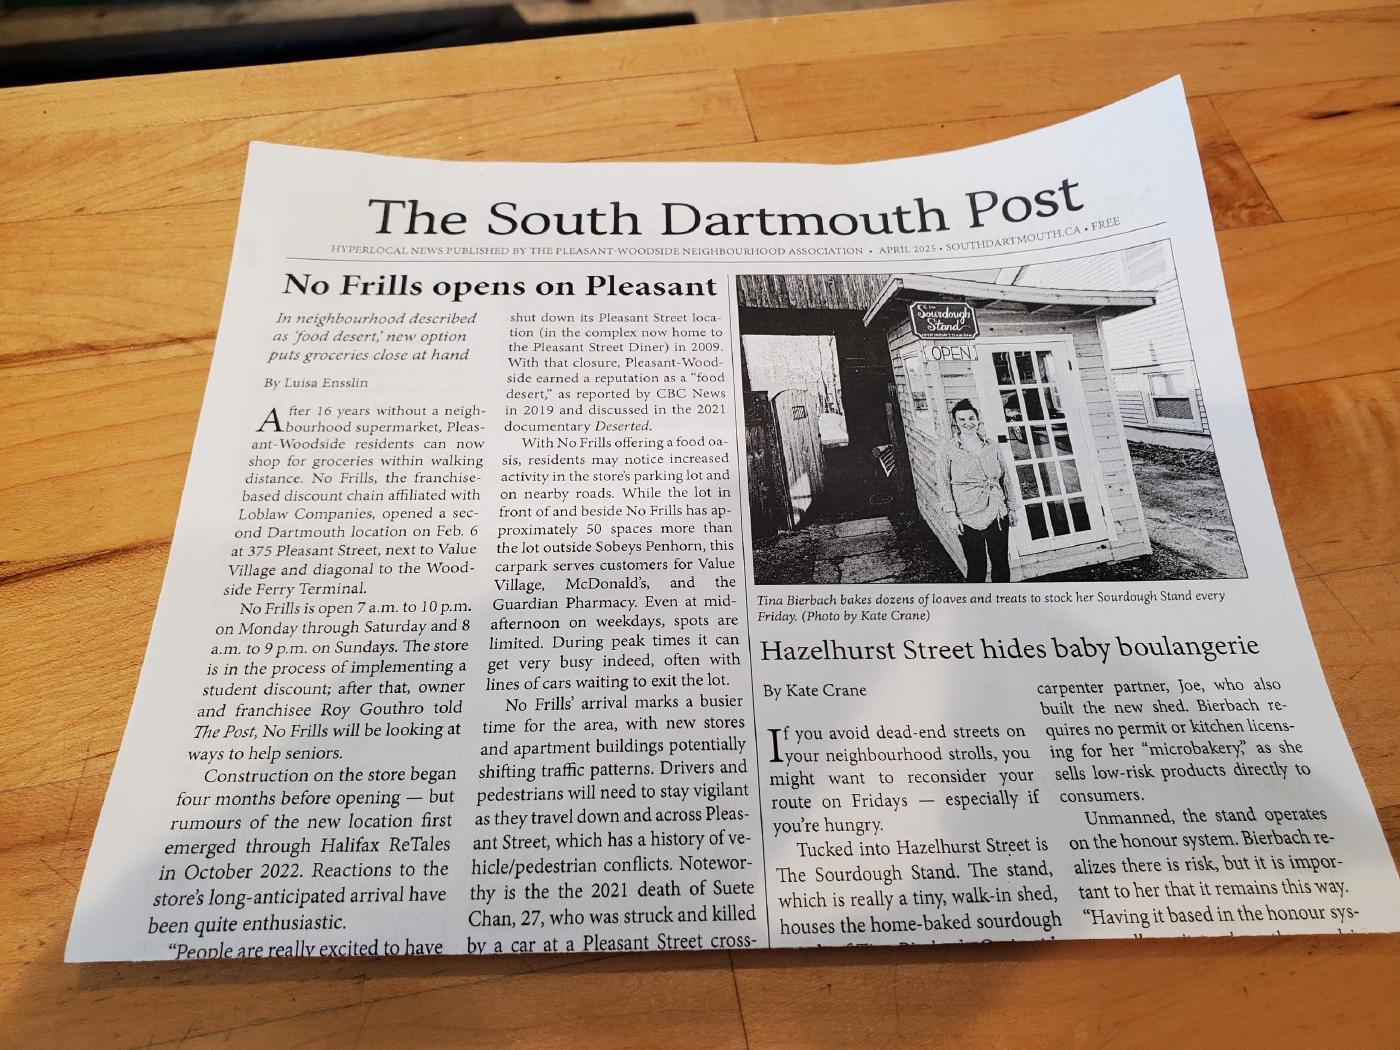 The South Dartmouth Post
HYPERLOCAL NEWS PUBLISHED BY THE PLEASANT-WOODSIDE NEIGHBOURHOOD ASSOCIATION • APRIL 2025 • SOUTHDARTMOUTH.CA • FREE
No Frills opens on Pleasant
In neighbourhood described
as 'food desert,' new option
puts groceries close at hand
By Luisa Ensslin
After 16 years without a neigh-
bourhood supermarket, Pleas-
ant-Woodside residents can now
shop for groceries within walking
distance. No Frills, the franchise-
based discount chain affiliated with
Loblaw Companies, opened a sec-
ond Dartmouth location on Feb. 6
at 375 Pleasant Street, next to Value
Village and diagonal to the Wood-
side Ferry Terminal.
No Frills is open 7 a.m. to 10 p.m.
on Monday through Saturday and 8
a.m. to 9 p.m. on Sundays. The store
is in the process of implementing a
student discount; after that, owner
and franchisee Roy Gouthro told
The Post, No Frills will be looking at
ways to help seniors.
Construction on the store began
four months before opening — but
rumours of the new location first
emerged through Halifax ReTales
in October 2022. Reactions to the
store's long-anticipated arrival have
been quite enthusiastic.
"People are really excited to have
shut down its Pleasant Street loca-
tion (in the complex now home to
the Pleasant Street Diner) in 2009.
With that closure, Pleasant-Wood-
side earned a reputation as a "food
desert," as reported by CBC News
in 2019 and discussed in the 2021
documentary Deserted.
With No Frills offering a food oa-
sis, residents may notice increased
activity in the store's parking lot and
on nearby roads. While the lot in
front of and beside No Frills has ap-
proximately 50 spaces more than
the lot outside Sobeys Penhorn, this
carpark serves customers for Value
Village, McDonald's, and the
Guardian Pharmacy. Even at mid-
afternoon on weekdays, spots are
limited. During peak times it can
get very busy indeed, often with
lines of cars waiting to exit the lot.
No Frills' arrival marks a busier
time for the area, with new stores
and apartment buildings potentially
shifting traffic patterns. Drivers and
pedestrians will need to stay vigilant
as they travel down and across Pleas-
ant Street, which has a history of ve-
hicle/pedestrian conflicts. Notewor-
thy is the the 2021 death of Suete
Chan, 27, who was struck and killed
by a car at a Pleasant Street cross-
Sourdough
Stand
OPEN
Tina Bierbach bakes dozens of loaves and treats to stock her Sourdough Stand every
Friday. (Photo by Kate Crane)
Hazelhurst Street hides baby boulangerie
By Kate Crane
If you avoid dead-end streets on
your neighbourhood strolls, you
might want to reconsider your
route on Fridays — especially if
you're hungry.
Tucked into Hazelhurst Street is
The Sourdough Stand. The stand,
which is really a tiny, walk-in shed,
houses the home-baked sourdough
carpenter partner, Joe, who also
built the new shed. Bierbach re-
quires no permit or kitchen licens-
ing for her "microbakery," as she
sells low-risk products directly to
consumers.
Unmanned, the stand operates
on the honour system. Bierbach re-
alizes there is risk, but it is impor-
tant to her that it remains this way.
"Having it based in the honour sys-